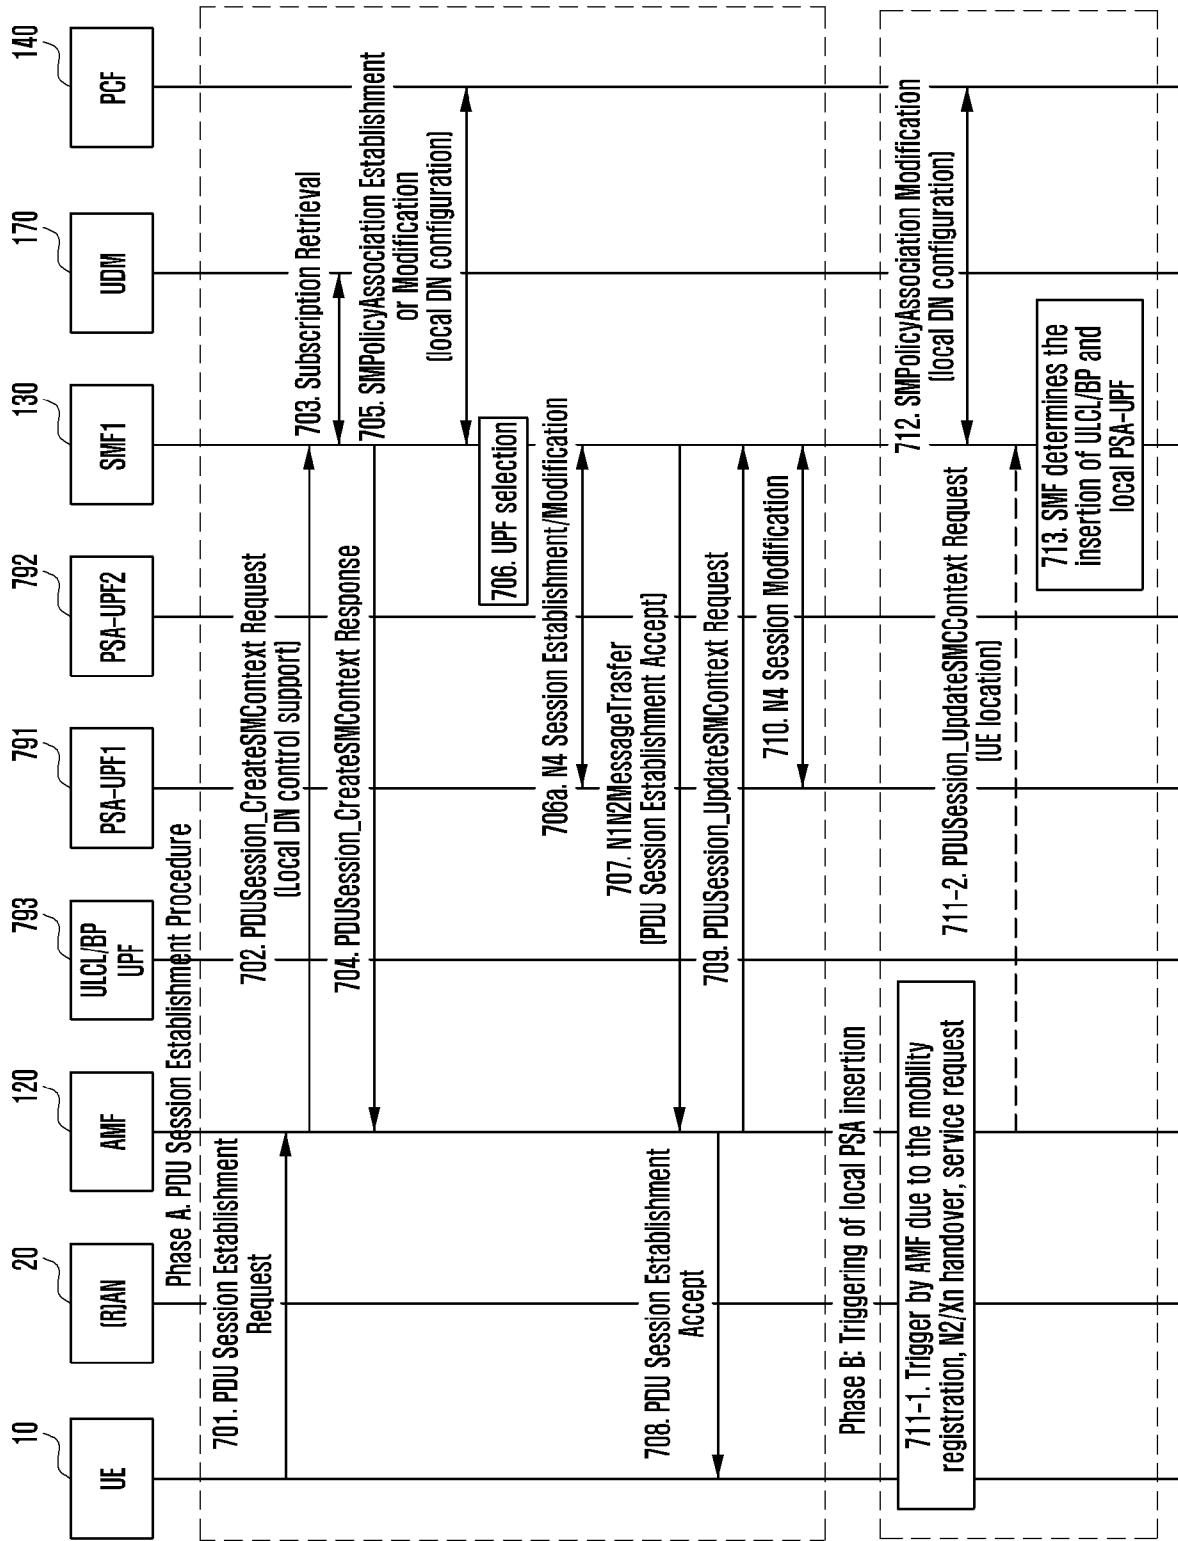 10
20
120
793
791
792
130
170
140
UE
(R)AN
AMF
ULCL/BP
UPF
PSA-UPF1
PSA-UPF2
SMF1
UDM
PCF
Phase A. PDU Session Establishment Procedure
701. PDU Session Establishment
Request
702. PDUSession_CreateSMContext Request
(Local DN control support)
703. Subscription Retrieval
704. PDUSession_CreateSMContext Response
705. SMPolicyAssociation Establishment
or Modification
(local DN configuration)
706. UPF selection
706a. N4 Session Establishment/Modification
707. N1N2MessageTrasfer
(PDU Session Establishment Accept)
708. PDU Session Establishment
Accept
709. PDUSession_UpdateSMContext Request
710. N4 Session Modification
Phase B: Triggering of local PSA insertion
711-1. Trigger by AMF due to the mobility
registration, N2/Xn handover, service request
711-2. PDUSession_UpdateSMContext Request
(UE location)
712. SMPolicyAssociation Modification
(local DN configuration)
713. SMF determines the
insertion of ULCL/BP and
local PSA-UPF